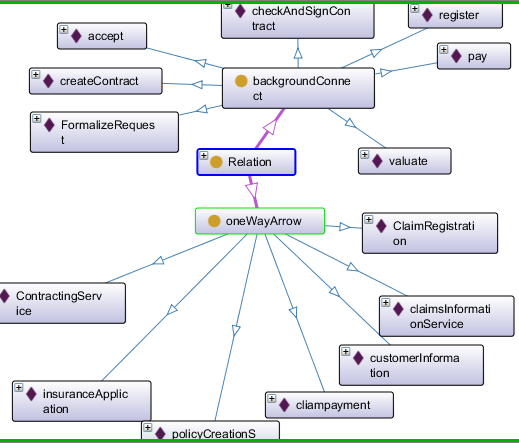 checkAndSignCon
tract
register
accept
pay
createContract
backgroundConne
ct
FormalizeReques
t
Relation
valuate
oneWayArrow
ClaimRegistrati
on
ContractingServ
ice
claimsInformati
onService
customerInforma
tion
insuranceApplic
ation
cliampayment
policyCreationS